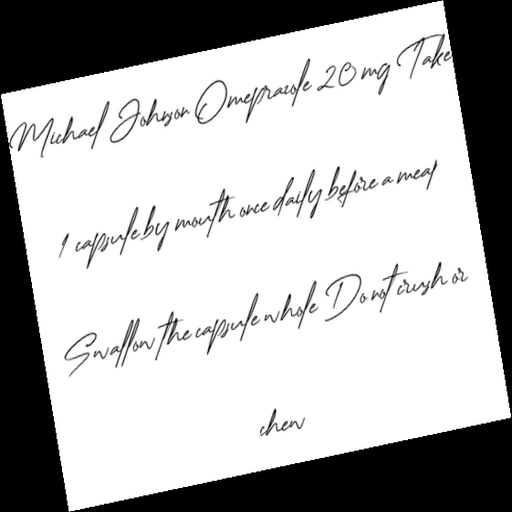 Michael Johnson Omeprazole 20 mg Take
1 capsule by mouth once daily before a meal
Swallow the capsule whole Do not crush or
chew